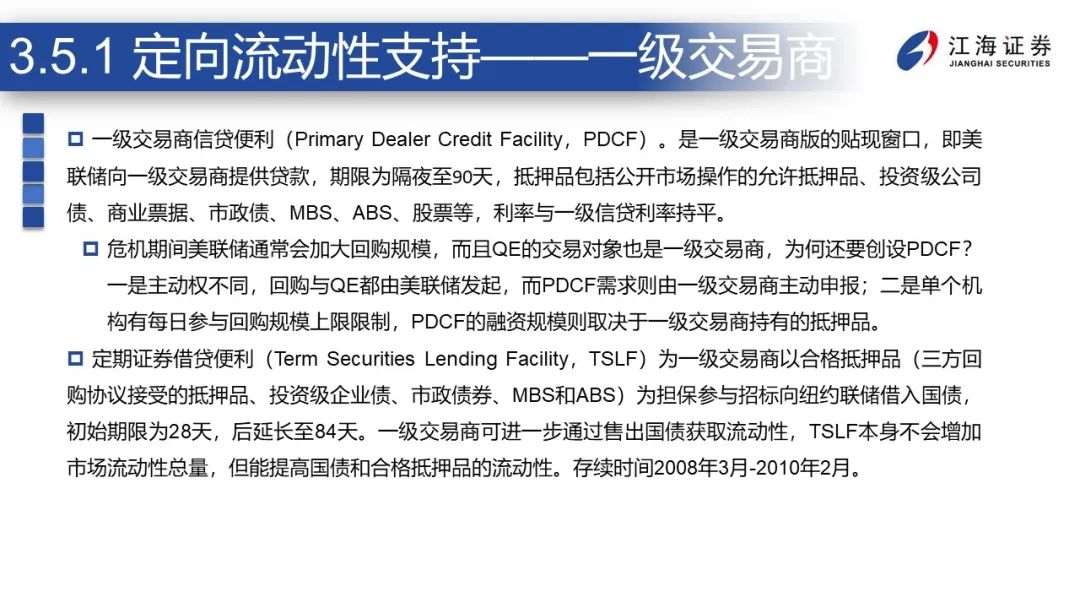 3.5.1 定向流动性支持——一级交易商
江海证券
JIANGHAI SECURITIES
一级交易商信贷便利（Primary Dealer Credit Facility，PDCF）。是一级交易商版的贴现窗口，即美
联储向一级交易商提供贷款，期限为隔夜至90天，抵押品包括公开市场操作的允许抵押品、投资级公司
债、商业票据、市政债、MBS、ABS、股票等，利率与一级信贷利率持平。
危机期间美联储通常会加大回购规模，而且QE的交易对象也是一级交易商，为何还要创设PDCF？
一是主动权不同，回购与QE都由美联储发起，而PDCF需求则由一级交易商主动申报；二是单个机
构有每日参与回购规模上限限制，PDCF的融资规模则取决于一级交易商持有的抵押品。
定期证券借贷便利（Term Securities Lending Facility，TSLF）为一级交易商以合格抵押品（三方回
购协议接受的抵押品、投资级企业债、市政债券、MBS和ABS）为担保参与招标向纽约联储借入国债，
初始期限为28天，后延长至84天。一级交易商可进一步通过售出国债获取流动性，TSLF本身不会增加
市场流动性总量，但能提高国债和合格抵押品的流动性。存续时间2008年3月-2010年2月。